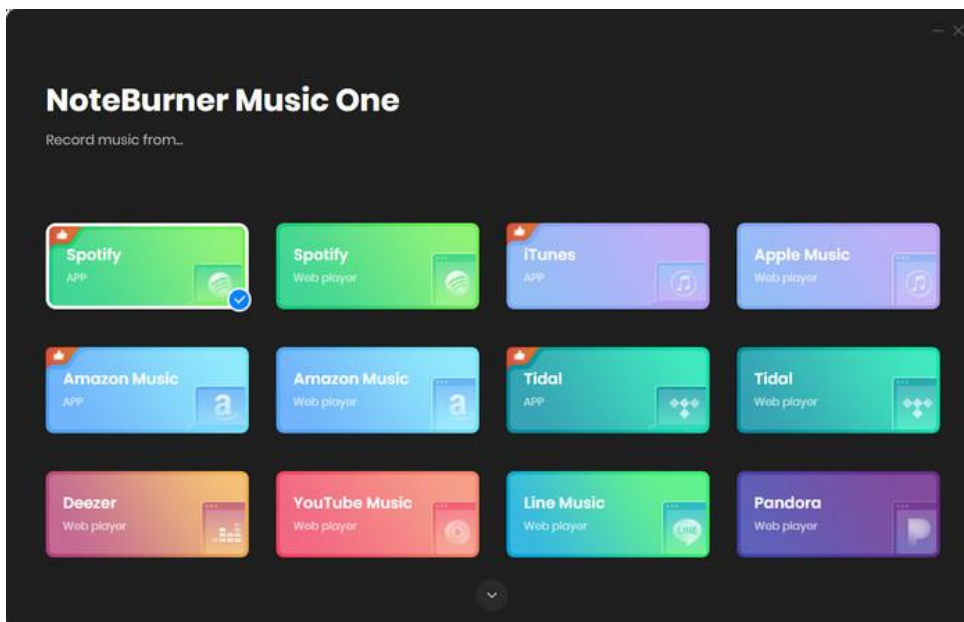 NoteBurner Music One
Record music from...
Spotify
APP
Spotify
Web player
iTunes
APP
Apple Music
Web player
Amazon Music
APP
a
Amazon Music
Web player
a
Tidal
APP
Tidal
Web player
Deezer
Web player
YouTube Music
Web player
Line Music
Web player
LINE
Pandora
Web player